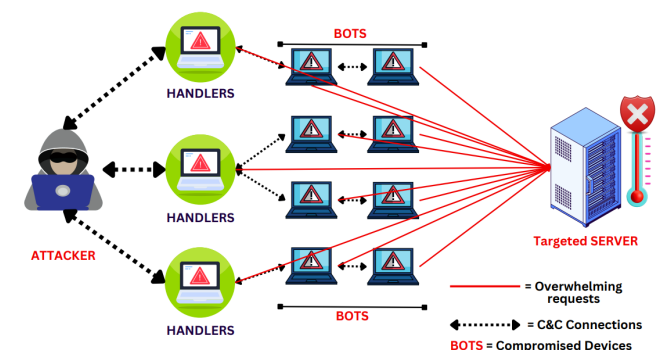 BOTS
HANDLERS
HANDLERS
ATTACKER
Targeted SERVER
HANDLERS
BOTS
= Overwhelming
requests
= C&C Connections
BOTS = Compromised Devices